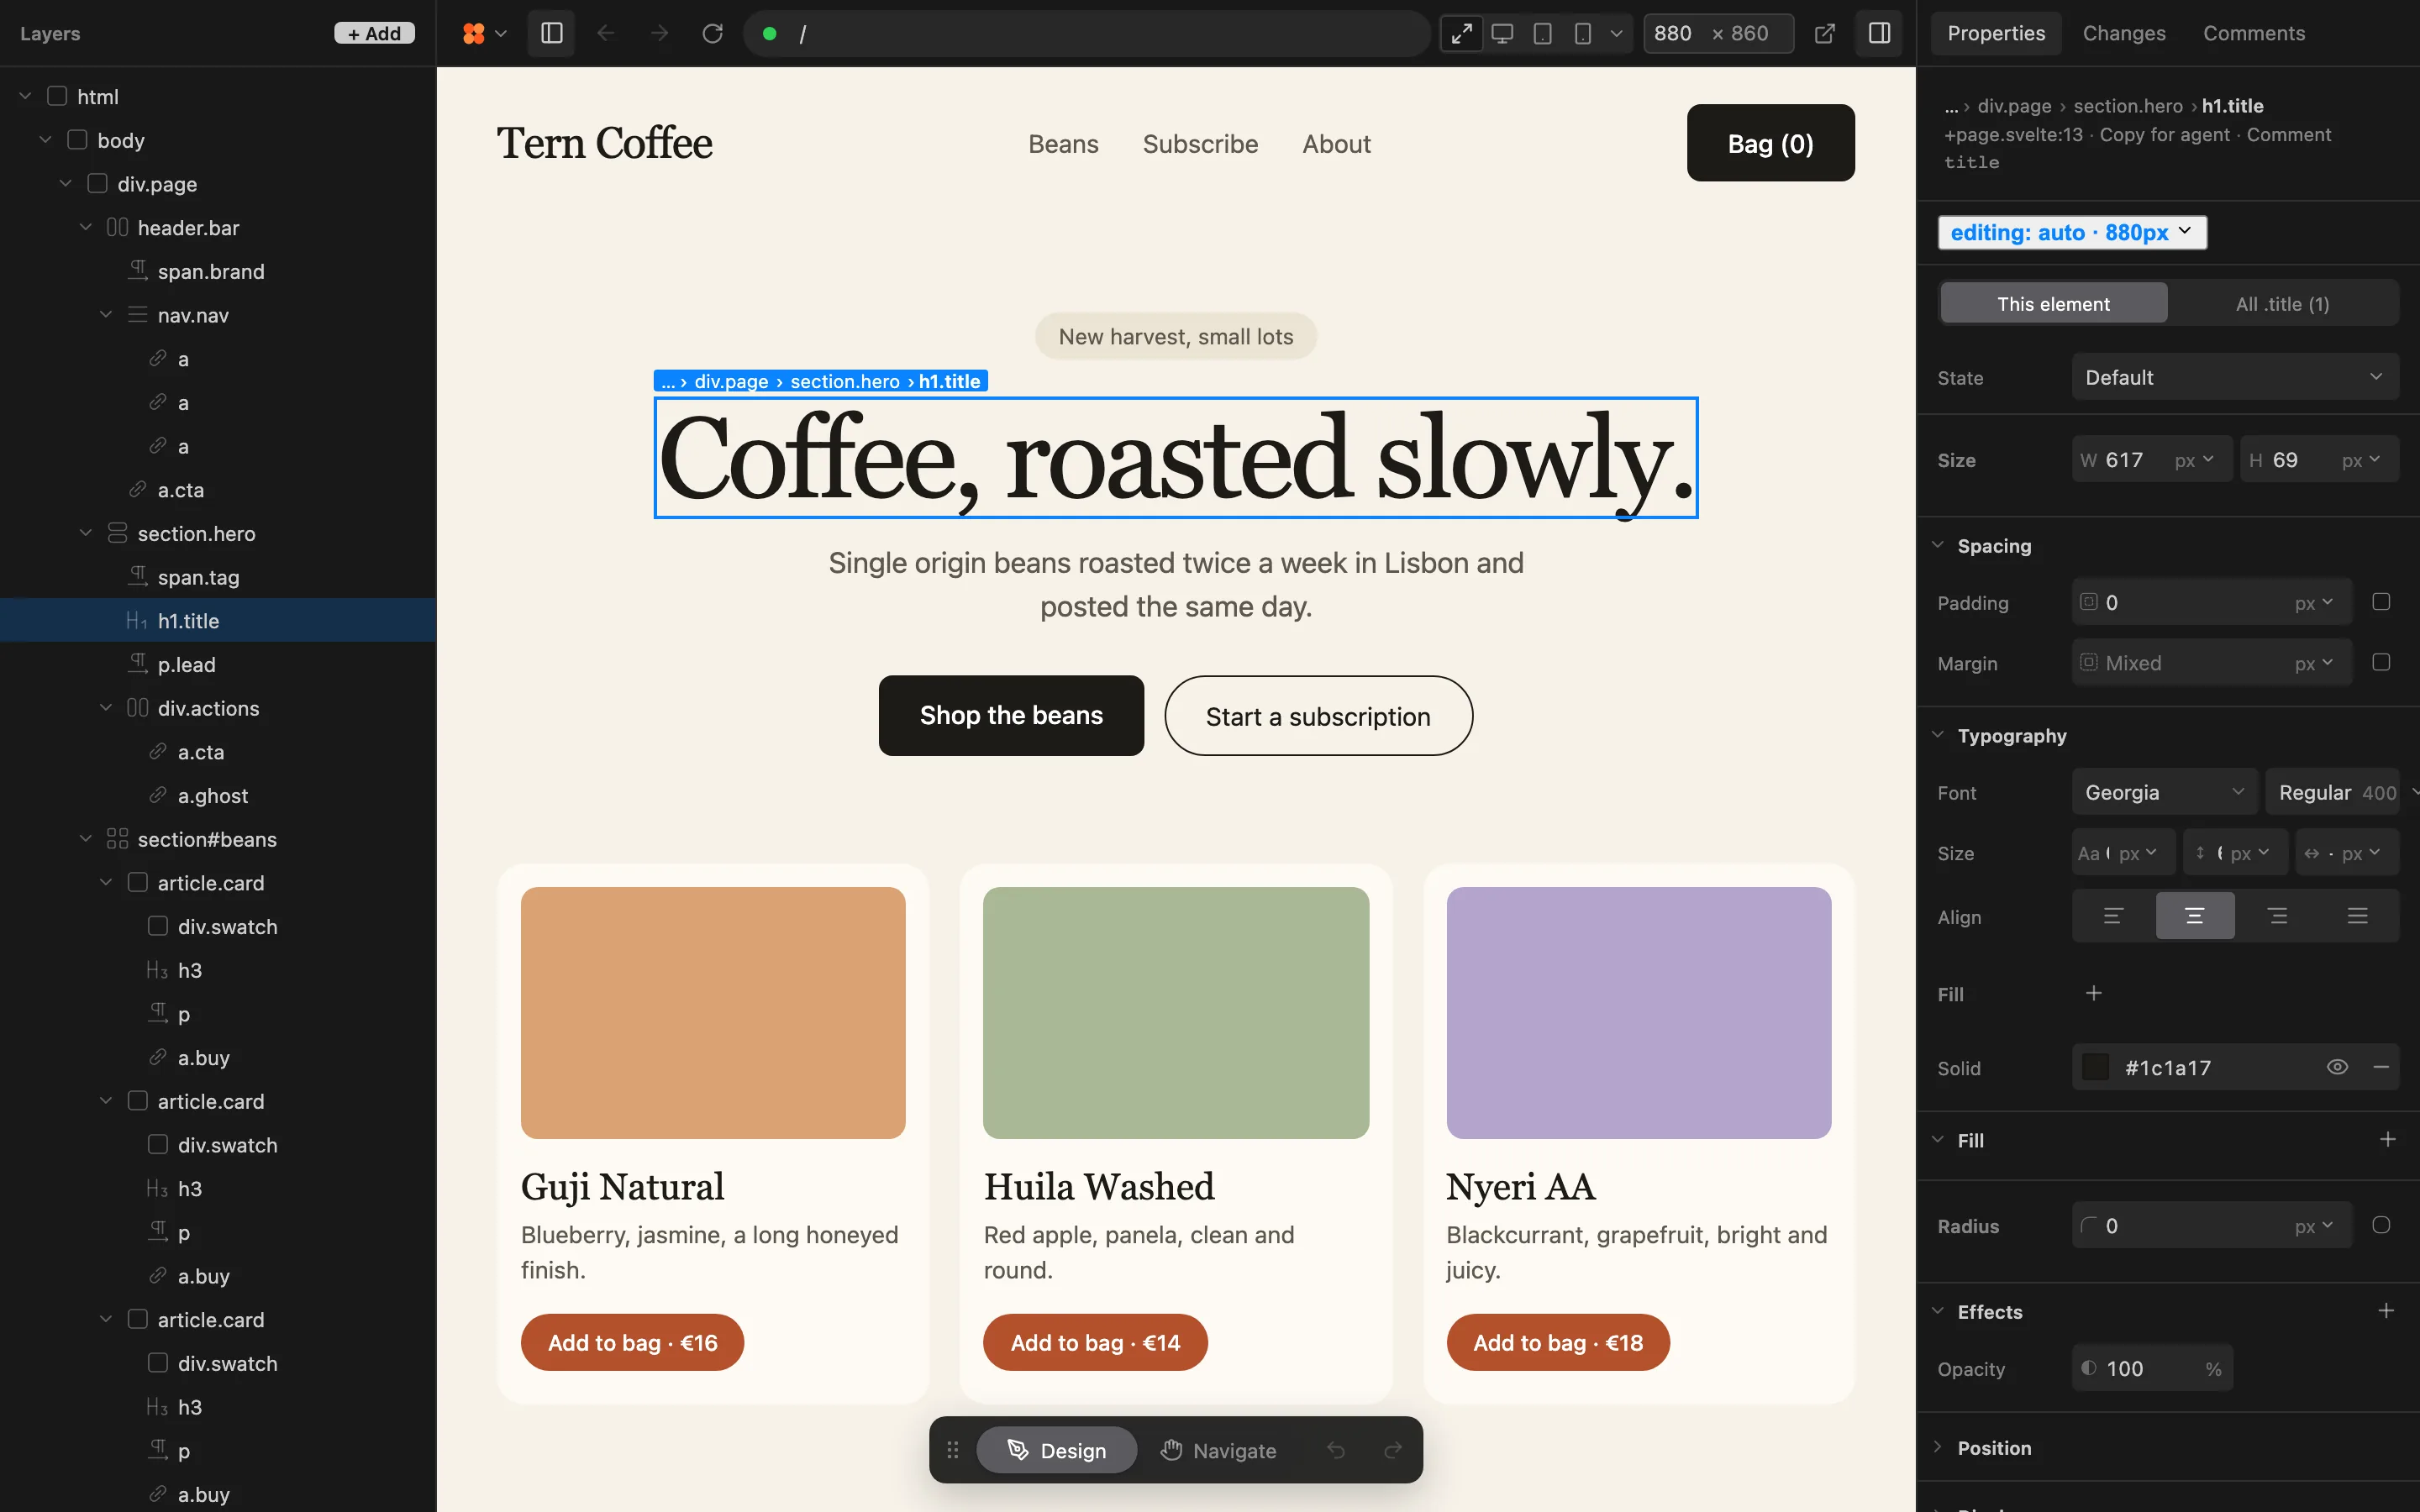 Layers
+ Add
/
880 × 860
Properties
Changes
Comments
html
body
div.page
header.bar
span.brand
nav.nav
a
a
a
a.cta
section.hero
span.tag
h1.title
p.lead
div.actions
a.cta
a.ghost
section#beans
article.card
div.swatch
h3
p
a.buy
article.card
div.swatch
h3
p
a.buy
article.card
div.swatch
h3
p
a.buy
Tern Coffee
Beans
Subscribe
About
Bag (0)
New harvest, small lots
... › div.page › section.hero › h1.title
Coffee, roasted slowly.
Single origin beans roasted twice a week in Lisbon and
posted the same day.
Shop the beans
Start a subscription
Guji Natural
Blueberry, jasmine, a long honeyed
finish.
Add to bag · €16
Huila Washed
Red apple, panela, clean and
round.
Add to bag · €14
Nyeri AA
Blackcurrant, grapefruit, bright and
juicy.
Add to bag · €18
Design
Navigate
... › div.page › section.hero › h1.title
+page.svelte:13 · Copy for agent · Comment
title
editing: auto · 880px
This element
All .title (1)
State
Default
Size
W 617 px
H 69 px
Spacing
Padding
0 px
Margin
Mixed px
Typography
Font
Georgia
Regular 400
Size
Aa px
px
px
Align
Fill
Solid
#1c1a17
Fill
Radius
0 px
Effects
Opacity
100 %
Position